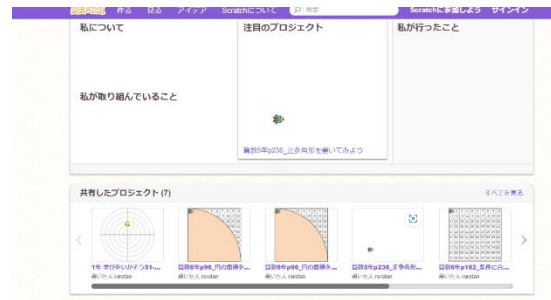 作る 見る アイデア Scratchについて 検索 Scratchに参加しよう サインイン
私について
注目のプロジェクト
私が行ったこと
私が取り組んでいること
算数5年p236_正多角形を書いてみよう
共有したプロジェクト (7)
すべてを見る
算数6年p96_円の面積を...
算数6年p96_円の面積を...
算数5年p236_正多角形...
算数6年p182_条件に合...
書いた人 rorotan
書いた人 rorotan
書いた人 rorotan
書いた人 rorotan
書いた人 rorotan